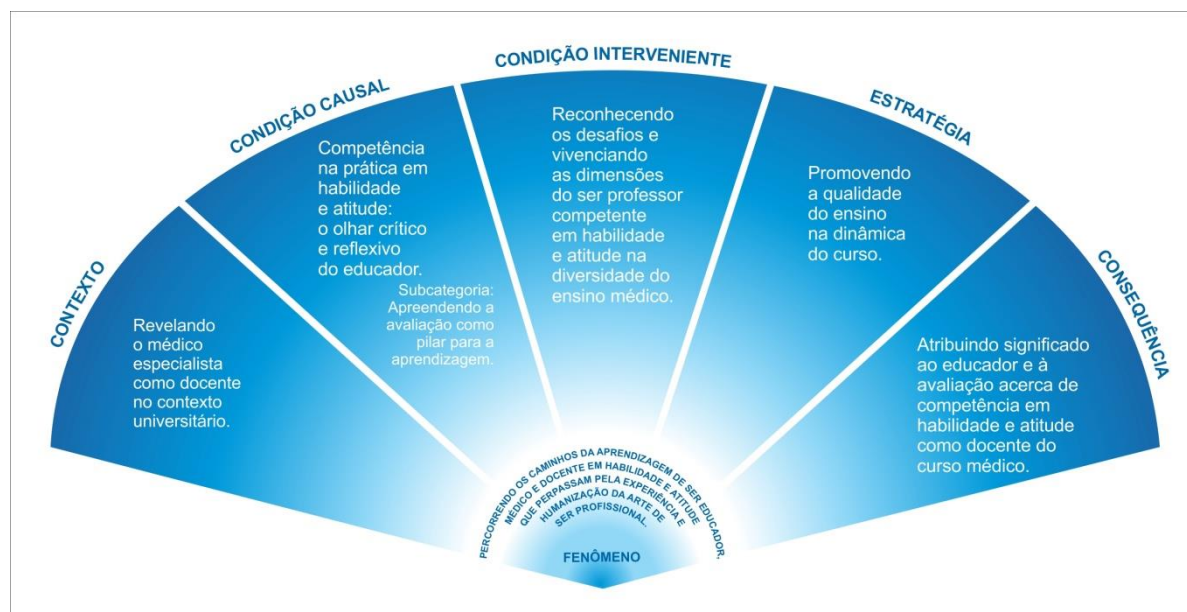 CONTEXTO
Revelando
o médico
especialista
como docente
no contexto
universitário.
CONDIÇÃO CAUSAL
Competência
na prática em
habilidade
e atitude:
o olhar crítico
e reflexivo
do educador.
Subcategoria:
Apreendendo a
avaliação como
pilar para a
aprendizagem.
CONDIÇÃO INTERVENIENTE
Reconhecendo
os desafios e
vivenciando
as dimensões
do ser professor
competente
em habilidade
e atitude na
diversidade do
ensino médico.
ESTRATÉGIA
Promovendo
a qualidade
do ensino
na dinâmica
do curso.
CONSEQUÊNCIA
Atribuindo significado
ao educador e à
avaliação acerca de
competência em
habilidade e atitude
como docente do
curso médico.
PERCORRENDO OS CAMINHOS DA APRENDIZAGEM DE SER EDUCADOR,
MÉDICO E DOCENTE EM HABILIDADE E ATITUDE
QUE PERPASSAM PELA EXPERIÊNCIA E
HUMANIZAÇÃO DA ARTE DE
SER PROFISSIONAL.
FENÔMENO